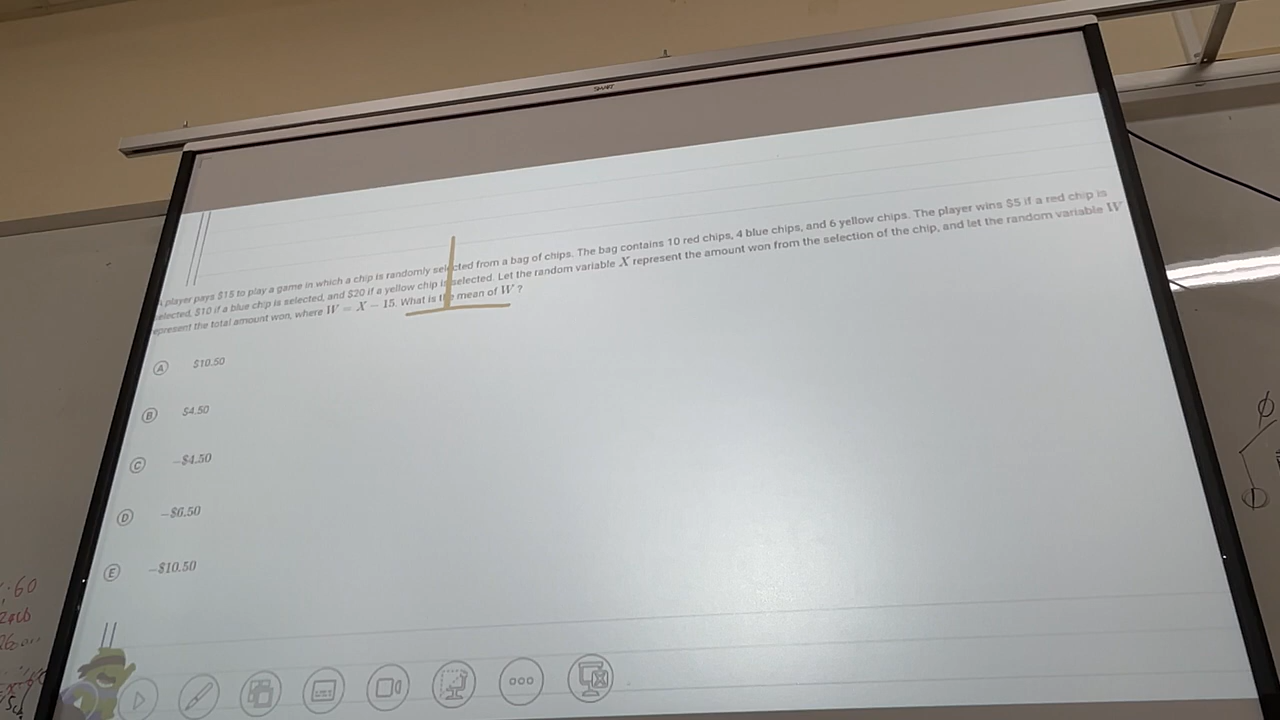 SMART
player pays $15 to play a game in which a chip is randomly selected from a bag of chips. The bag contains 10 red chips, 4 blue chips, and 6 yellow chips. The player wins $5 if a red chip is
selected, $10 if a blue chip is selected, and $20 if a yellow chip is selected. Let the random variable X represent the amount won from the selection of the chip, and let the random variable W
epresent the total amount won, where W = X − 15. What is the mean of W ?
A $10.50
B $4.50
C −$4.50
D −$6.50
E −$10.50
60